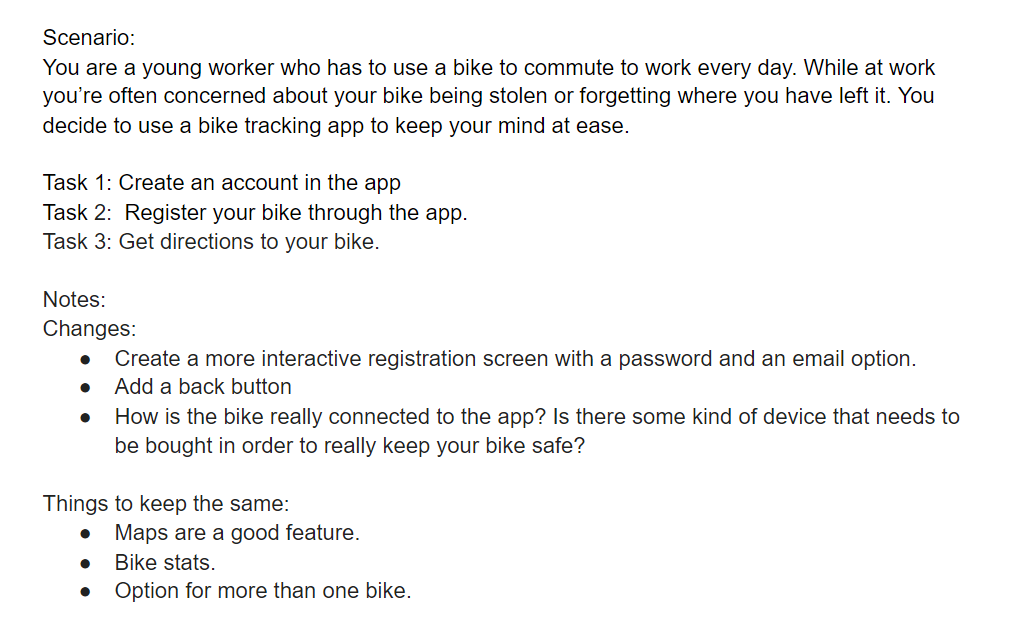 Scenario:
You are a young worker who has to use a bike to commute to work every day. While at work
you’re often concerned about your bike being stolen or forgetting where you have left it. You
decide to use a bike tracking app to keep your mind at ease.
Task 1: Create an account in the app
Task 2:  Register your bike through the app.
Task 3: Get directions to your bike.
Notes:
Changes:
● Create a more interactive registration screen with a password and an email option.
● Add a back button
● How is the bike really connected to the app? Is there some kind of device that needs to
be bought in order to really keep your bike safe?
Things to keep the same:
● Maps are a good feature.
● Bike stats.
● Option for more than one bike.